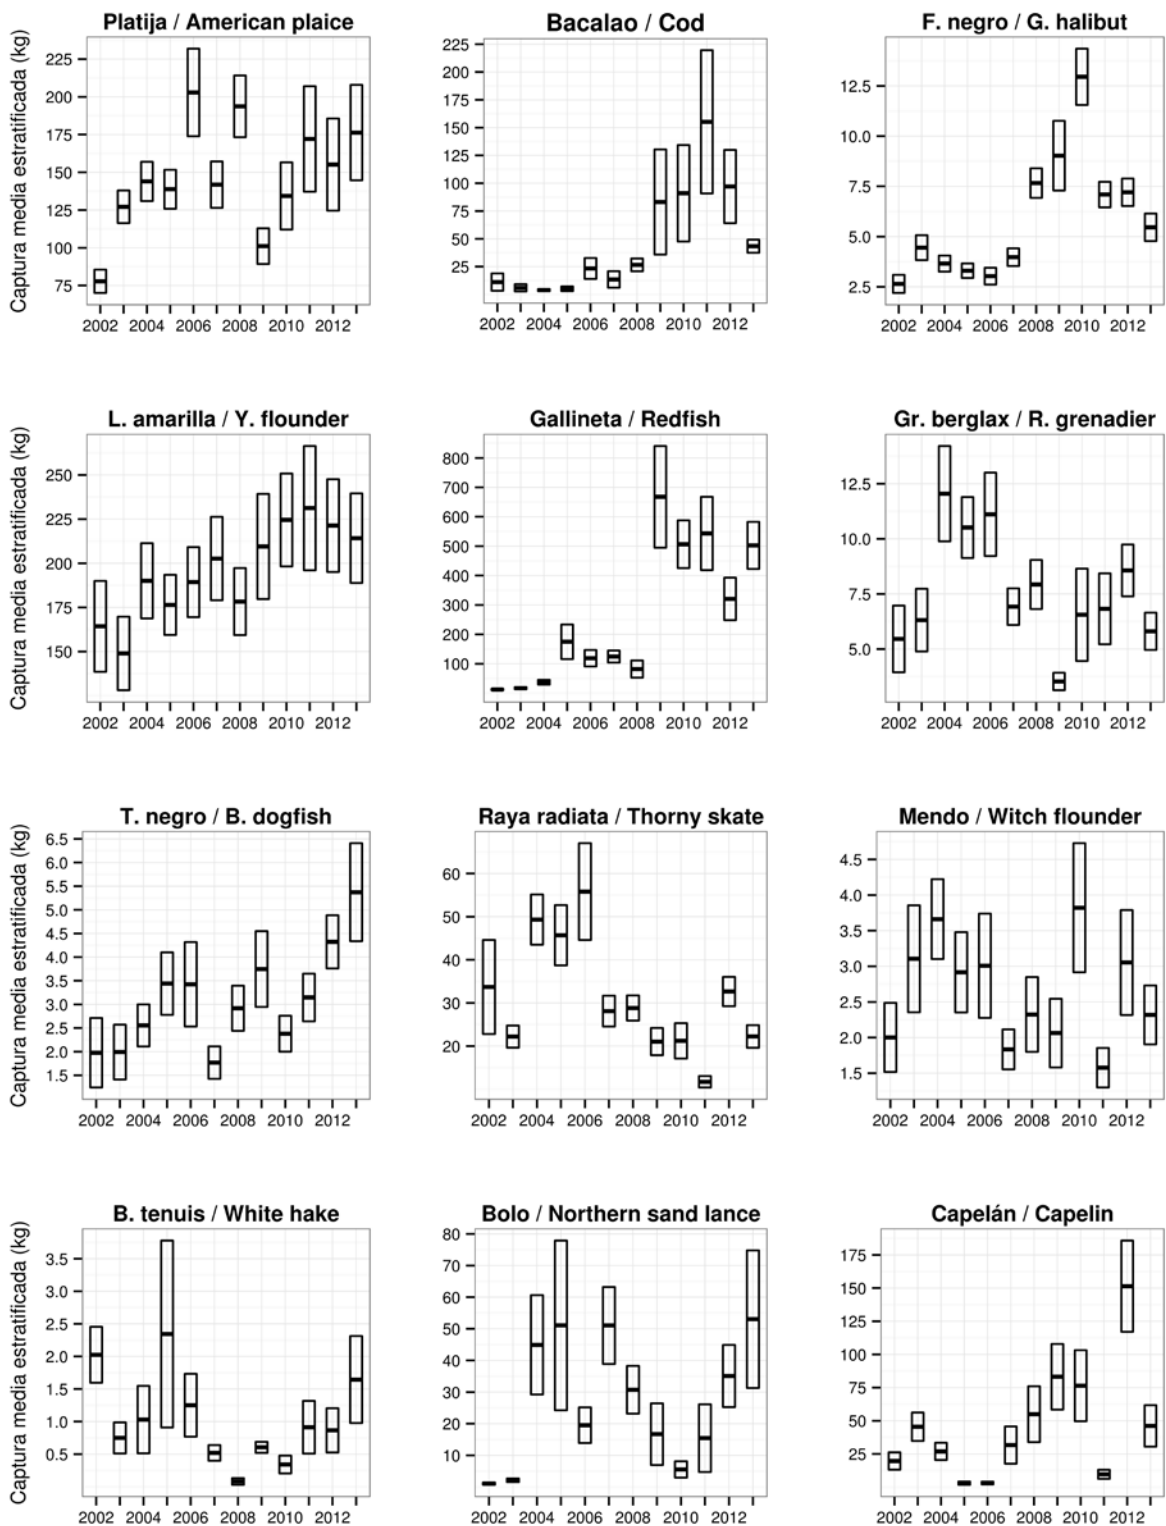 Platija / American plaice
Captura media estratificada (kg)
225
200
175
150
125
100
75
2002 2004 2006 2008 2010 2012
Bacalao / Cod
225
200
175
150
125
100
75
50
25
2002 2004 2006 2008 2010 2012
F. negro / G. halibut
12.5
10.0
7.5
5.0
2.5
2002 2004 2006 2008 2010 2012
L. amarilla / Y. flounder
Captura media estratificada (kg)
250
225
200
175
150
2002 2004 2006 2008 2010 2012
Gallineta / Redfish
800
700
600
500
400
300
200
100
2002 2004 2006 2008 2010 2012
Gr. berglax / R. grenadier
12.5
10.0
7.5
5.0
2002 2004 2006 2008 2010 2012
T. negro / B. dogfish
Captura media estratificada (kg)
6.5
6.0
5.5
5.0
4.5
4.0
3.5
3.0
2.5
2.0
1.5
2002 2004 2006 2008 2010 2012
Raya radiata / Thorny skate
60
50
40
30
20
2002 2004 2006 2008 2010 2012
Mendo / Witch flounder
4.5
4.0
3.5
3.0
2.5
2.0
1.5
2002 2004 2006 2008 2010 2012
B. tenuis / White hake
Captura media estratificada (kg)
3.5
3.0
2.5
2.0
1.5
1.0
0.5
2002 2004 2006 2008 2010 2012
Bolo / Northern sand lance
80
70
60
50
40
30
20
10
2002 2004 2006 2008 2010 2012
Capelán / Capelin
175
150
125
100
75
50
25
2002 2004 2006 2008 2010 2012